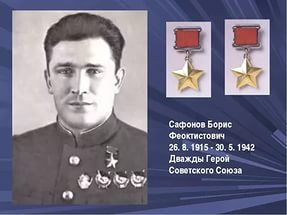 Сафонов Борис
Феоктистович
26. 8. 1915 - 30. 5. 1942
Дважды Герой
Советского Союза